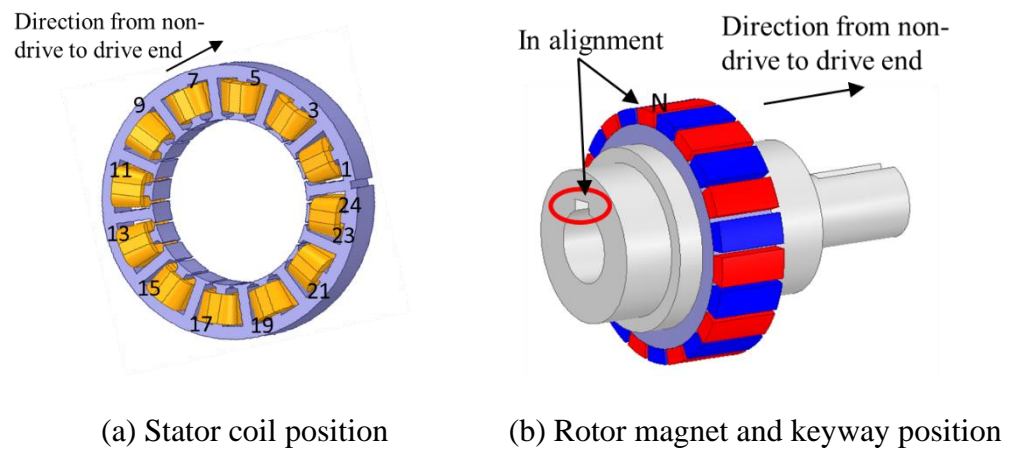 Direction from non-
drive to drive end
7
5
9
3
11
1
24
13
23
15
21
17
19
In alignment
Direction from non-
drive to drive end
N
(a) Stator coil position
(b) Rotor magnet and keyway position